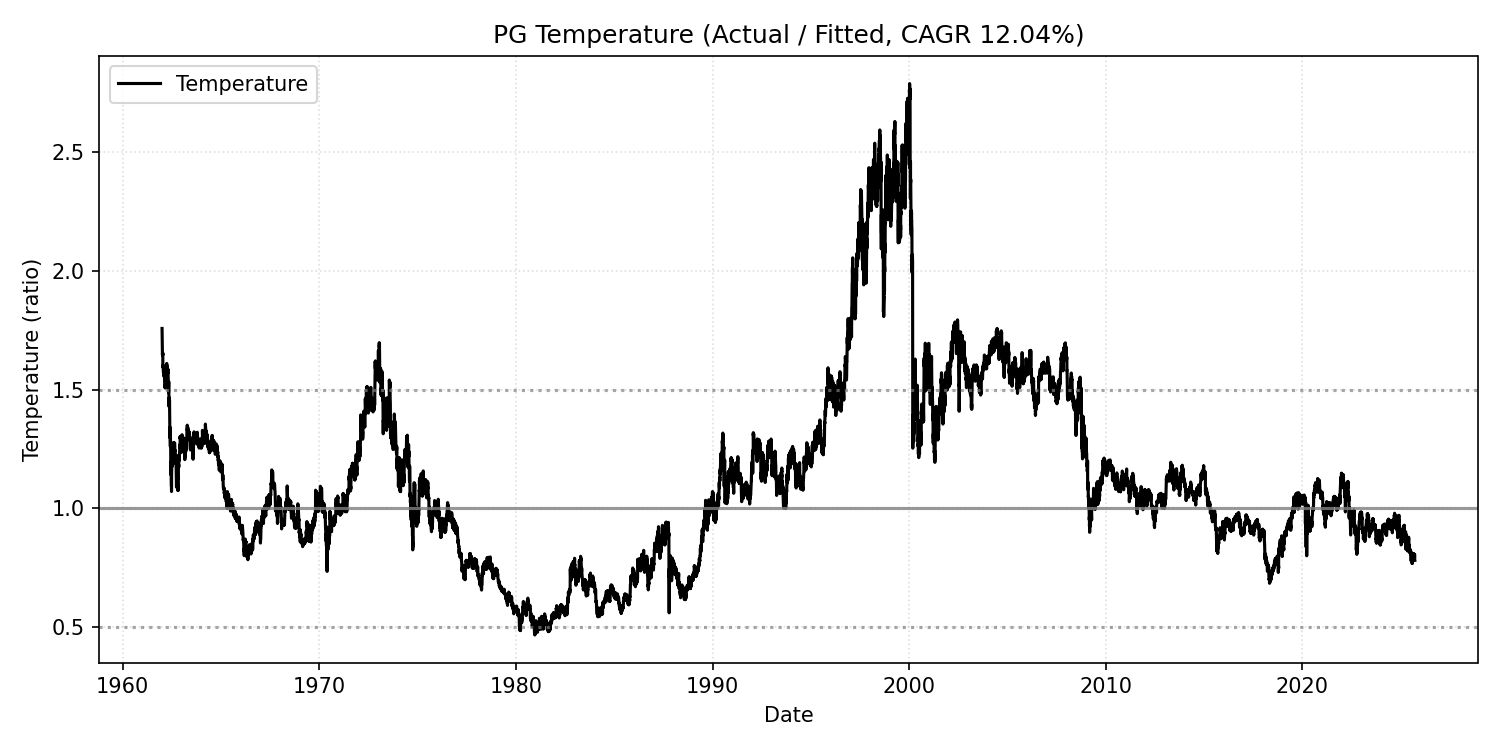 PG Temperature (Actual / Fitted, CAGR 12.04%)
Temperature
Temperature (ratio)
2.5
2.0
1.5
1.0
0.5
1960 1970 1980 1990 2000 2010 2020
Date